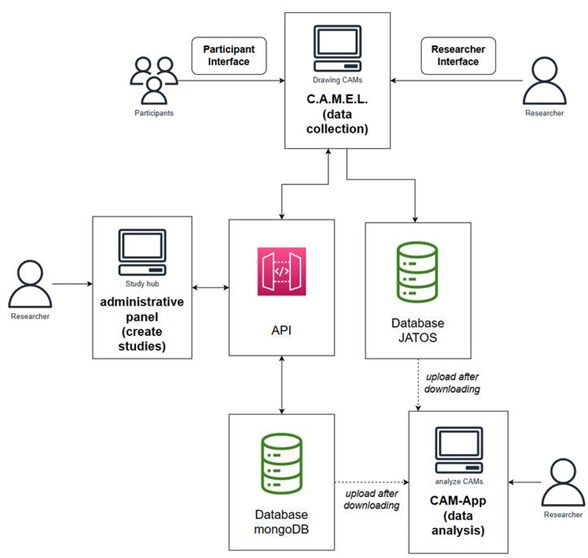 Participant
Interface
Researcher
Interface
Drawing CAMs
C.A.M.E.L.
(data
collection)
Participants
Researcher
Study hub
administrative
panel
(create
studies)
Researcher
</>
API
Database
JATOS
upload after
downloading
Database
mongoDB
upload after
downloading
analyze CAMs
CAM-App
(data
analysis)
Researcher